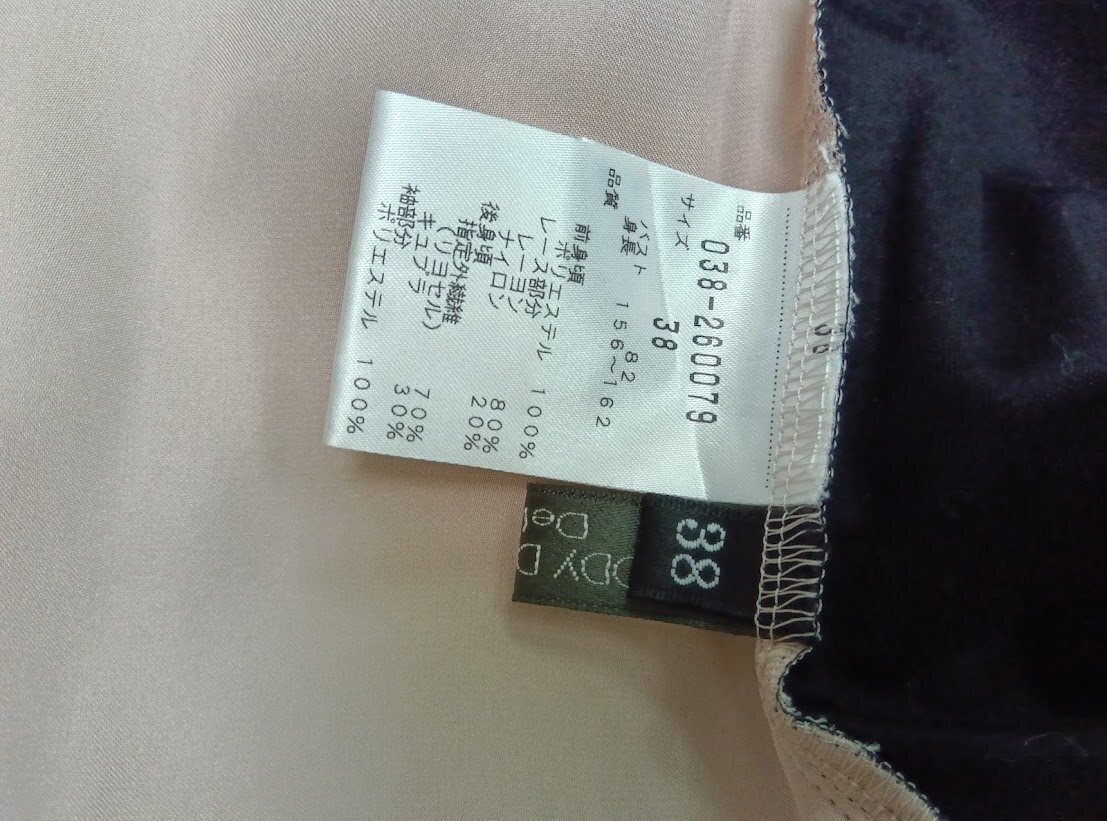 品番
038-260079
サイズ 38
バスト 82
身長 156～162
品質
前身頃
ポリエステル 100%
レース部分
レーヨン 80%
ナイロン 20%
後身頃
指定外繊維
(リヨセル) 70%
キュプラ 30%
袖部分
ポリエステル 100%
38
ODY D